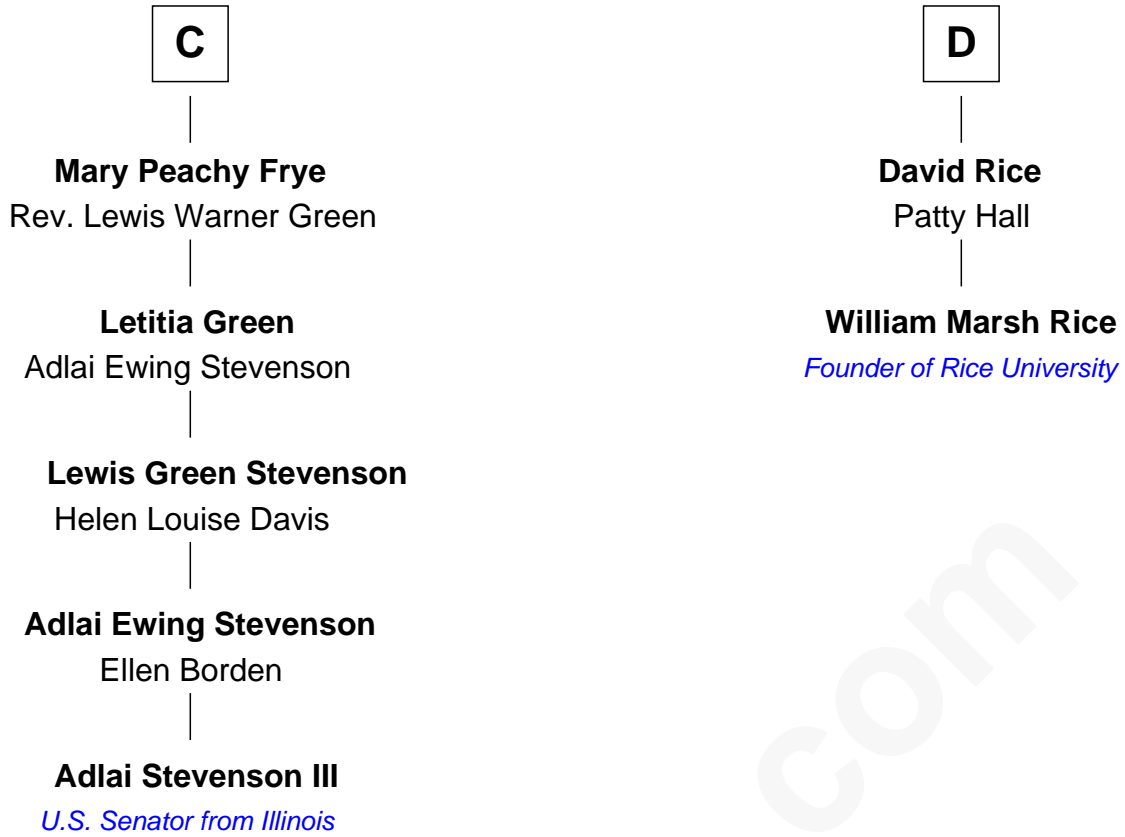 C
Mary Peachy Frye
Rev. Lewis Warner Green
Letitia Green
Adlai Ewing Stevenson
Lewis Green Stevenson
Helen Louise Davis
Adlai Ewing Stevenson
Ellen Borden
Adlai Stevenson III
U.S. Senator from Illinois
D
David Rice
Patty Hall
William Marsh Rice
Founder of Rice University
com